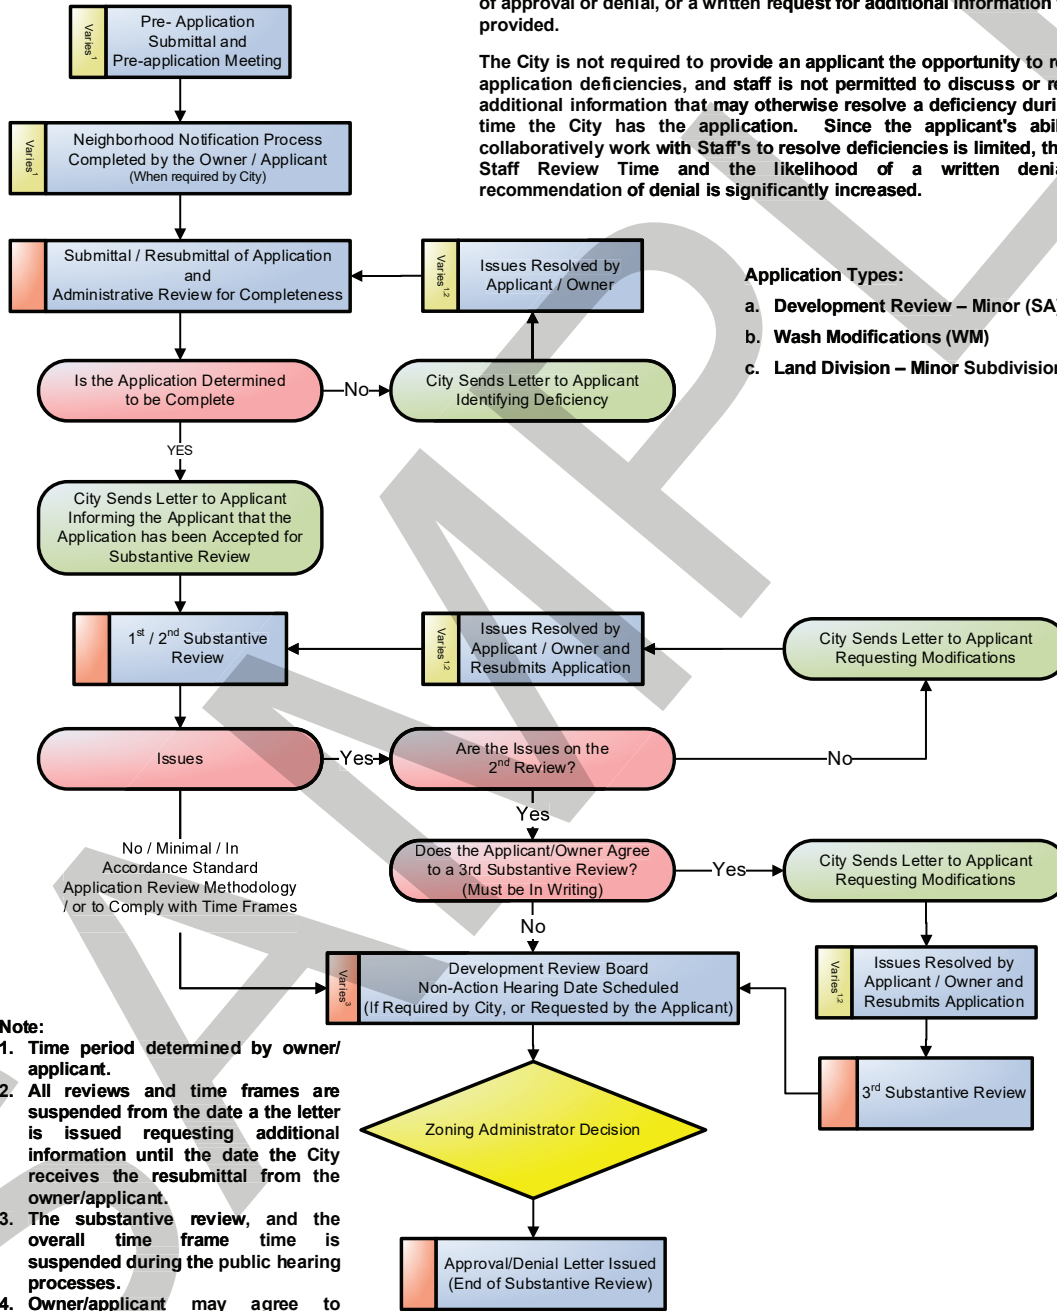 of approval or denial, or a written request for additional information
provided.
The City is not required to provide an applicant the opportunity to
application deficiencies, and staff is not permitted to discuss or
additional information that may otherwise resolve a deficiency
time the City has the application. Since the applicant's
collaboratively work with Staff's to resolve deficiencies is limited,
Staff Review Time and the likelihood of a written
recommendation of denial is significantly increased.
Varies1
Pre- Application
Submittal and
Pre-application Meeting
Varies1
Neighborhood Notification Process
Completed by the Owner / Applicant
(When required by City)
Submittal / Resubmittal of Application
and
Administrative Review for Completeness
Varies1,2
Issues Resolved by
Applicant / Owner
Application Types:
a. Development Review – Minor (SA)
b. Wash Modifications (WM)
c. Land Division – Minor Subdivision
Is the Application Determined
to be Complete
No
City Sends Letter to Applicant
Identifying Deficiency
YES
City Sends Letter to Applicant
Informing the Applicant that the
Application has been Accepted for
Substantive Review
1st / 2nd Substantive
Review
Varies1,2
Issues Resolved by
Applicant / Owner and
Resubmits Application
City Sends Letter to Applicant
Requesting Modifications
Issues
Yes
Are the Issues on the
2nd Review?
No
Yes
No / Minimal / In
Accordance Standard
Application Review Methodology
/ or to Comply with Time Frames
Does the Applicant/Owner Agree
to a 3rd Substantive Review?
(Must be In Writing)
Yes
City Sends Letter to Applicant
Requesting Modifications
No
Varies3
Development Review Board
Non-Action Hearing Date Scheduled
(If Required by City, or Requested by the Applicant)
Varies1,2
Issues Resolved by
Applicant / Owner and
Resubmits Application
3rd Substantive Review
Zoning Administrator Decision
Approval/Denial Letter Issued
(End of Substantive Review)
Note:
1. Time period determined by owner/
applicant.
2. All reviews and time frames are
suspended from the date a the letter
is issued requesting additional
information until the date the City
receives the resubmittal from the
owner/applicant.
3. The substantive review, and the
overall time frame time is
suspended during the public hearing
processes.
4. Owner/applicant may agree to